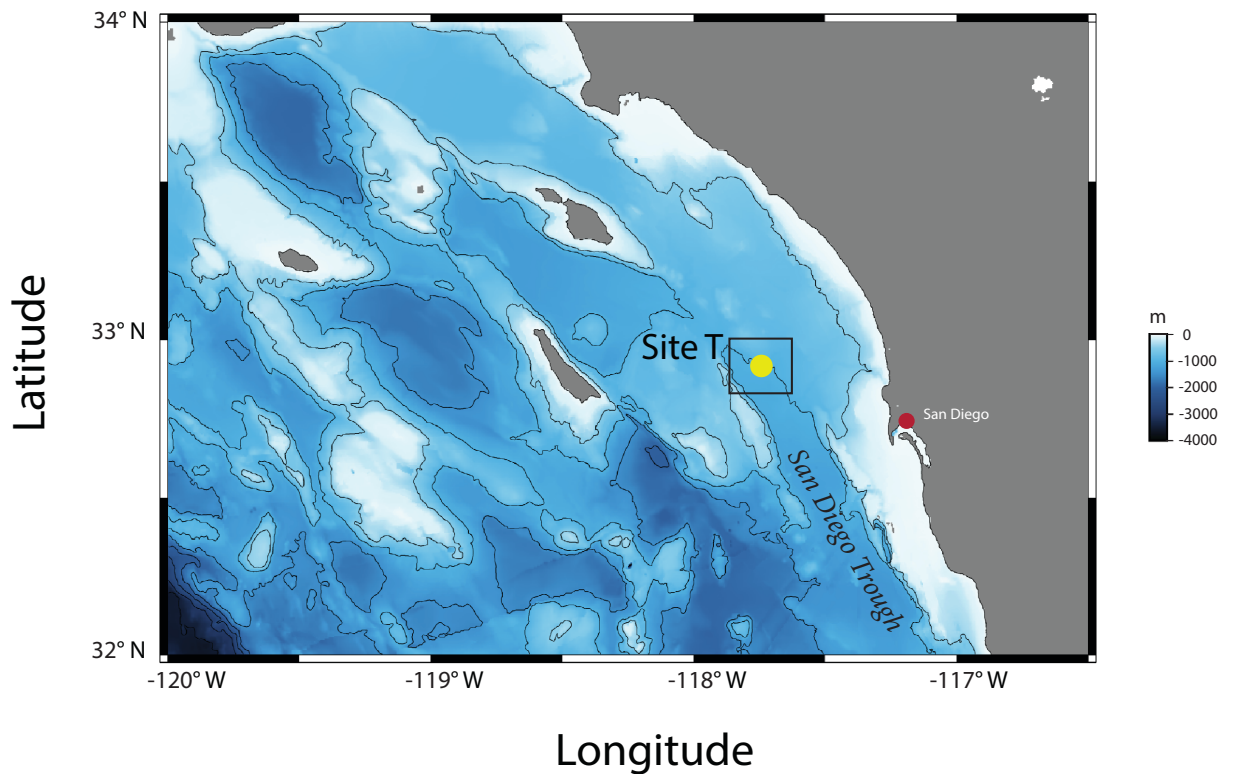 34° N
33° N
32° N
Latitude
-120° W
-119° W
-118° W
-117° W
Longitude
Site T
San Diego
San Diego Trough
m
0
-1000
-2000
-3000
-4000